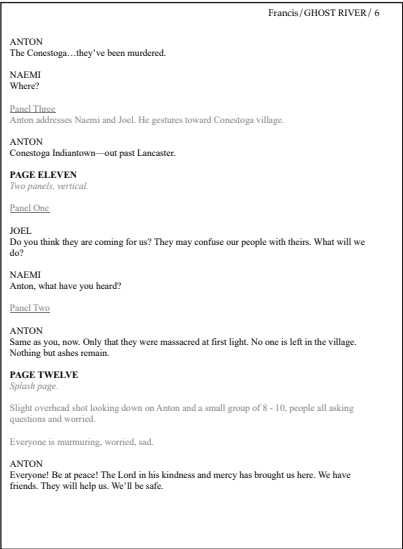 Francis/GHOST RIVER/ 6
ANTON
The Conestoga…they’ve been murdered.
NAEMI
Where?
Panel Three
Anton addresses Naemi and Joel. He gestures toward Conestoga village.
ANTON
Conestoga Indiantown—out past Lancaster.
PAGE ELEVEN
Two panels, vertical.
Panel One
JOEL
Do you think they are coming for us? They may confuse our people with theirs. What will we
do?
NAEMI
Anton, what have you heard?
Panel Two
ANTON
Same as you, now. Only that they were massacred at first light. No one is left in the village.
Nothing but ashes remain.
PAGE TWELVE
Splash page.
Slight overhead shot looking down on Anton and a small group of 8 - 10, people all asking
questions and worried.
Everyone is murmuring, worried, sad.
ANTON
Everyone! Be at peace! The Lord in his kindness and mercy has brought us here. We have
friends. They will help us. We’ll be safe.